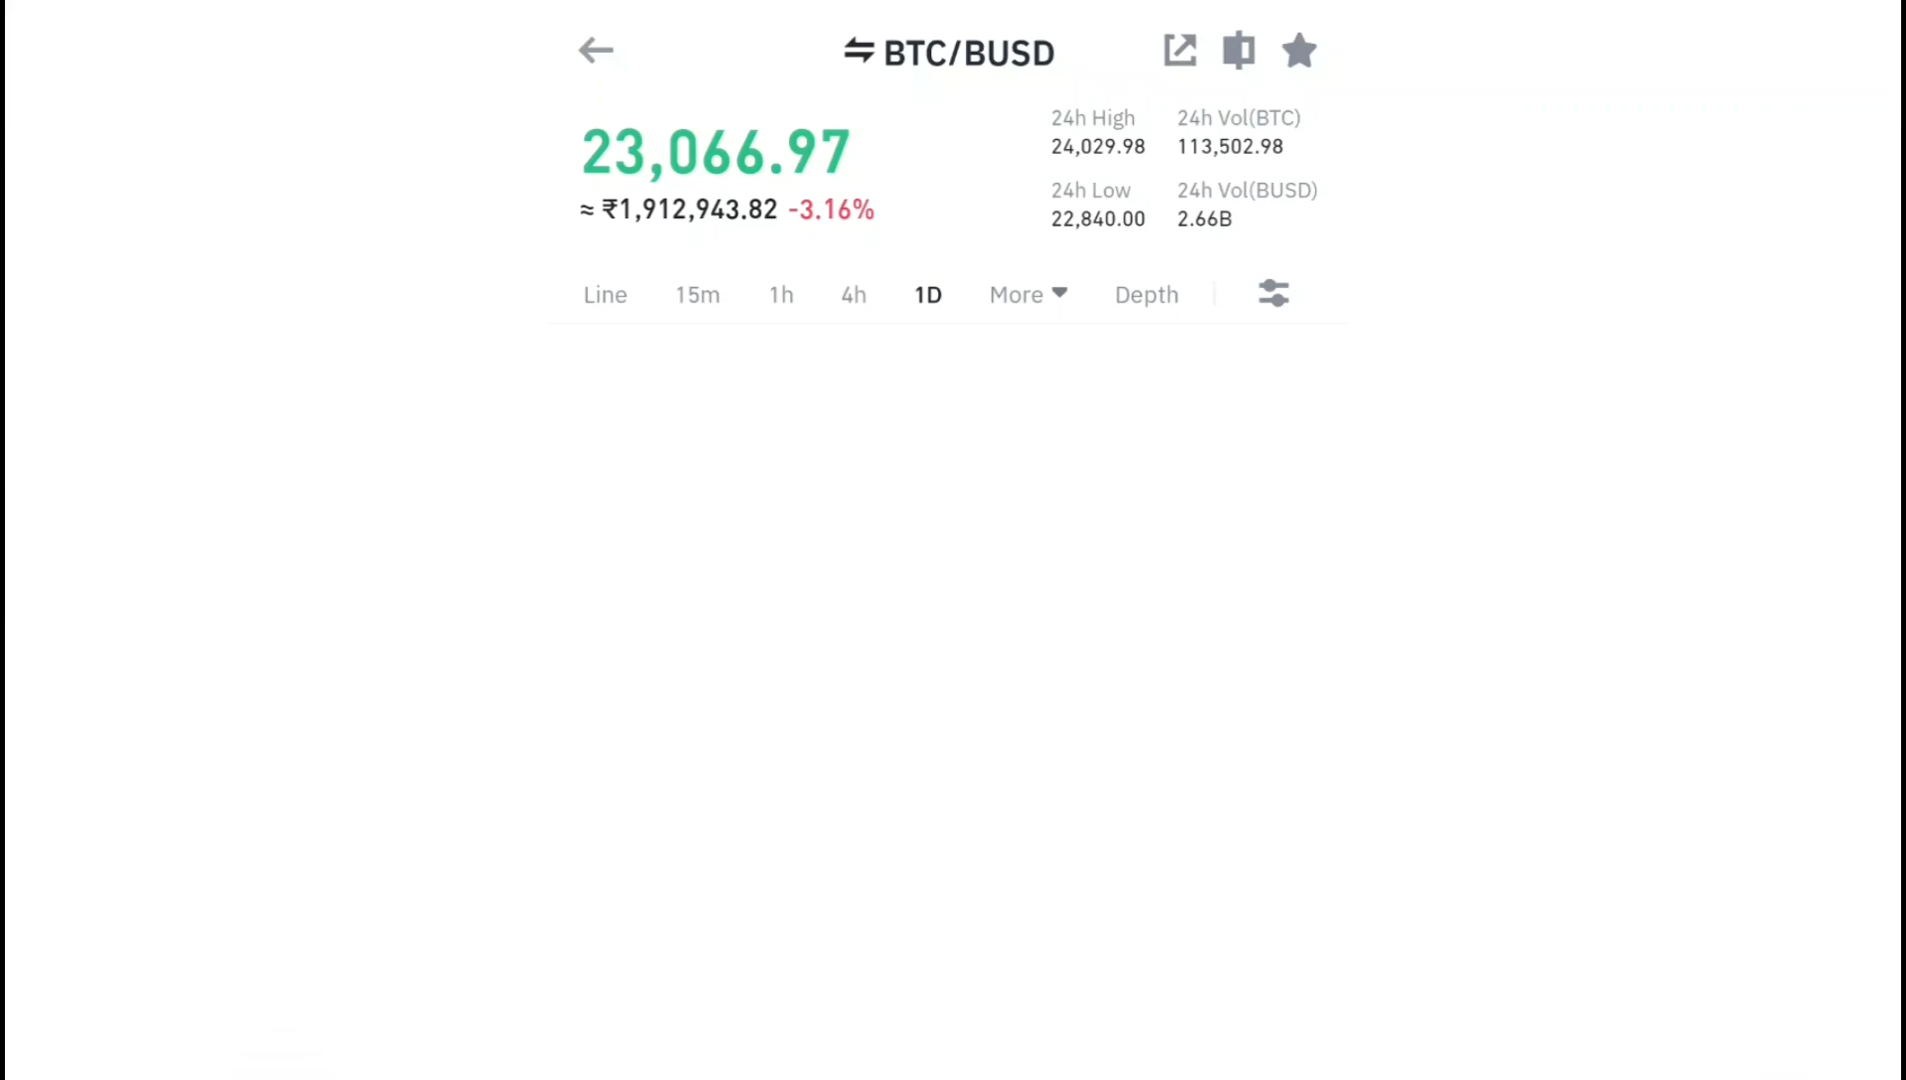 BTC/BUSD
23,066.97
≈ ₹1,912,943.82 -3.16%
24h High
24,029.98
24h Vol(BTC)
113,502.98
24h Low
22,840.00
24h Vol(BUSD)
2.66B
Line 15m 1h 4h 1D More Depth